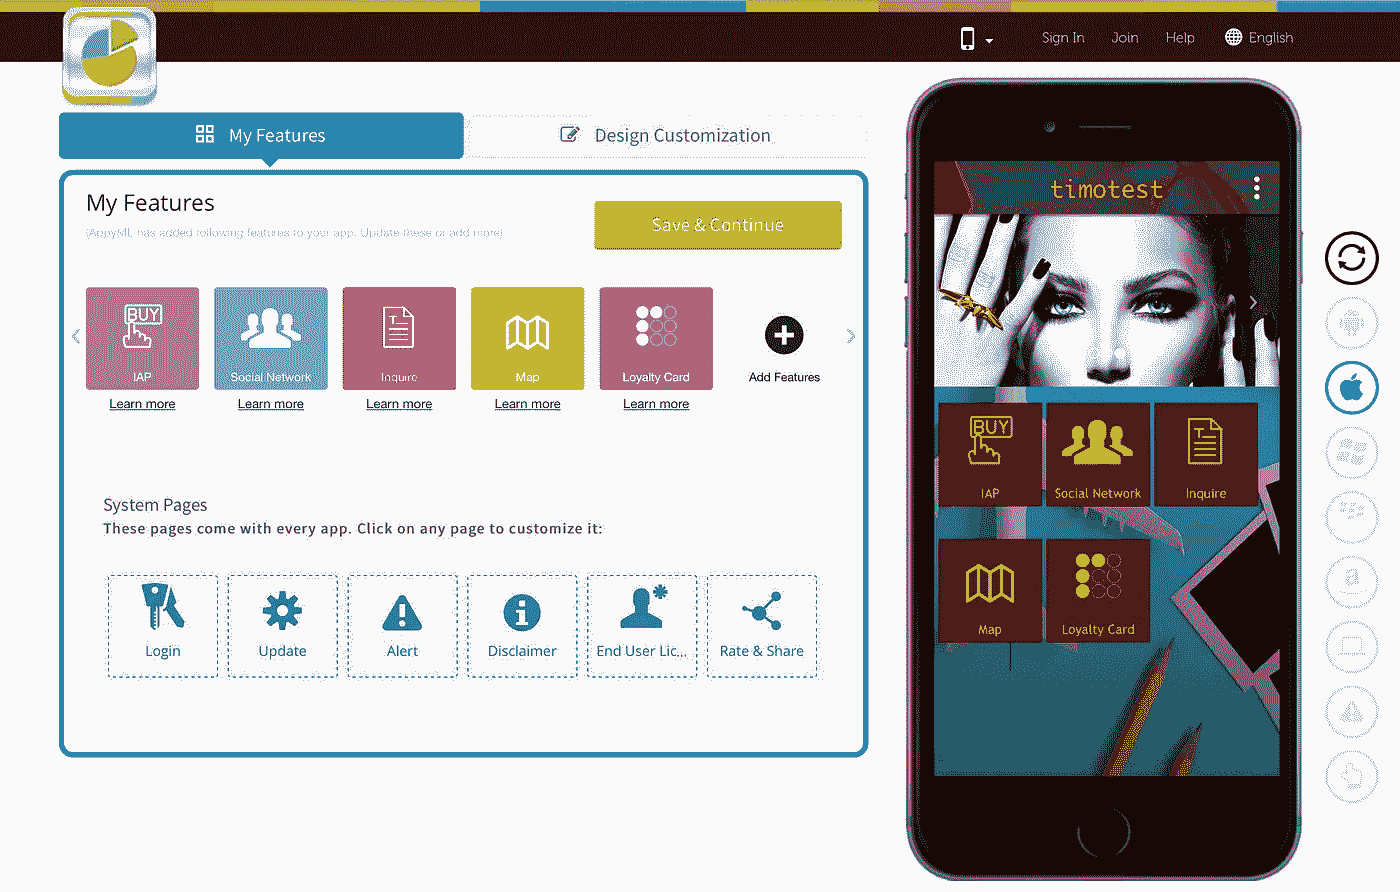 Sign In Join Help English
My Features Design Customization
My Features
(AppyML has added following features to your app. Update these or add more)
Save & Continue
BUY
IAP Social Network Inquire Map Loyalty Card Add Features
Learn more Learn more Learn more Learn more Learn more
System Pages
These pages come with every app. Click on any page to customize it:
Login Update Alert Disclaimer End User Lic... Rate & Share
timotest
BUY
IAP Social Network Inquire
Map Loyalty Card